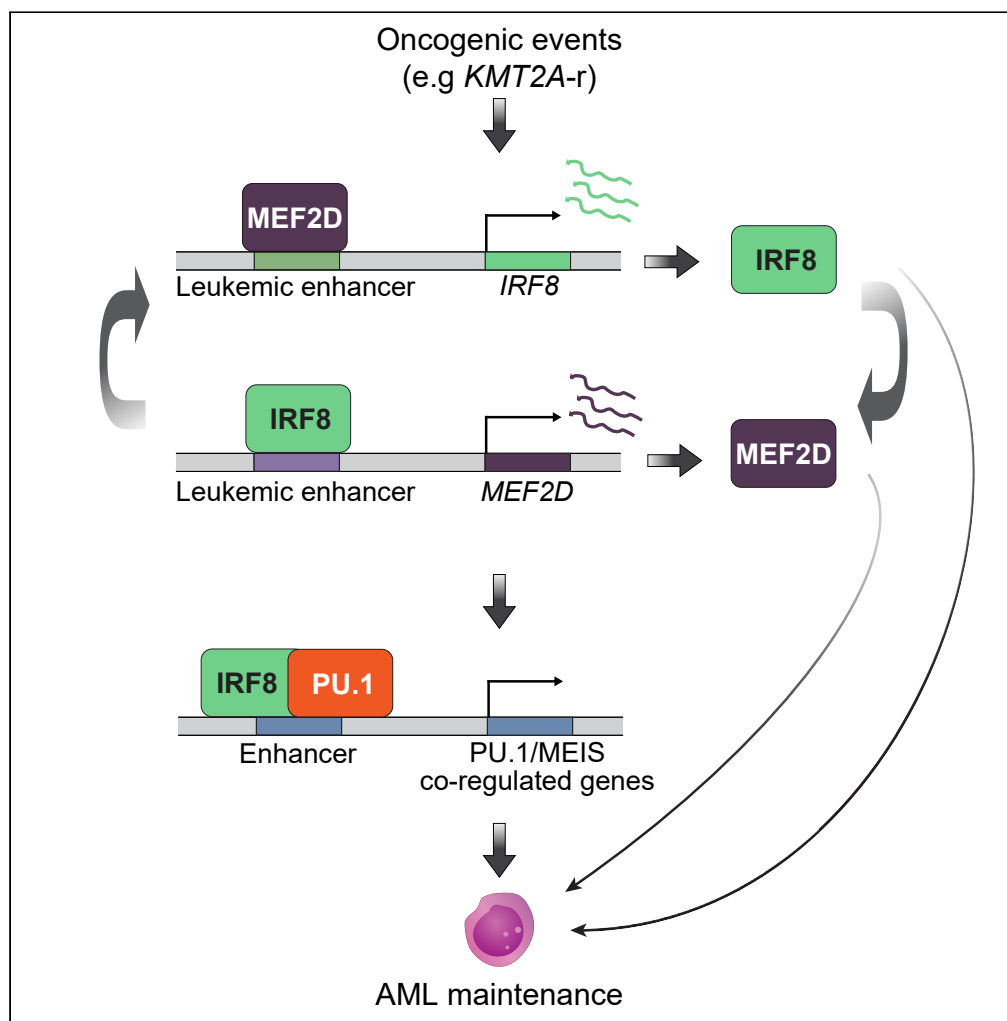 Oncogenic events
(e.g KMT2A-r)
MEF2D
Leukemic enhancer
IRF8
IRF8
IRF8
Leukemic enhancer
MEF2D
MEF2D
IRF8
PU.1
Enhancer
PU.1/MEIS
co-regulated genes
AML maintenance